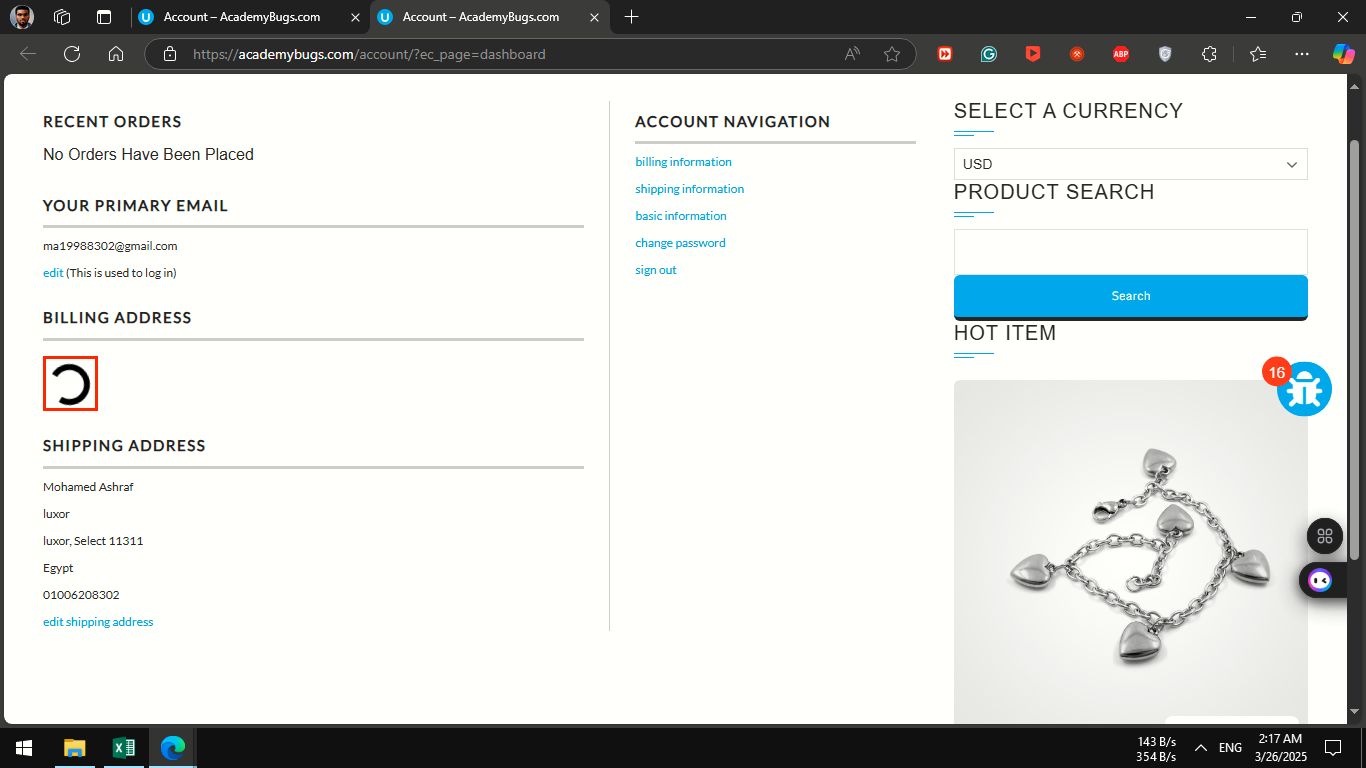 Account – AcademyBugs.com
Account – AcademyBugs.com
https://academybugs.com/account/?ec_page=dashboard
ABP
RECENT ORDERS
No Orders Have Been Placed
YOUR PRIMARY EMAIL
ma19988302@gmail.com
edit (This is used to log in)
BILLING ADDRESS
SHIPPING ADDRESS
Mohamed Ashraf
luxor
luxor, Select 11311
Egypt
01006208302
edit shipping address
ACCOUNT NAVIGATION
billing information
shipping information
basic information
change password
sign out
SELECT A CURRENCY
USD
PRODUCT SEARCH
Search
HOT ITEM
16
143 B/s
354 B/s
ENG
2:17 AM
3/26/2025